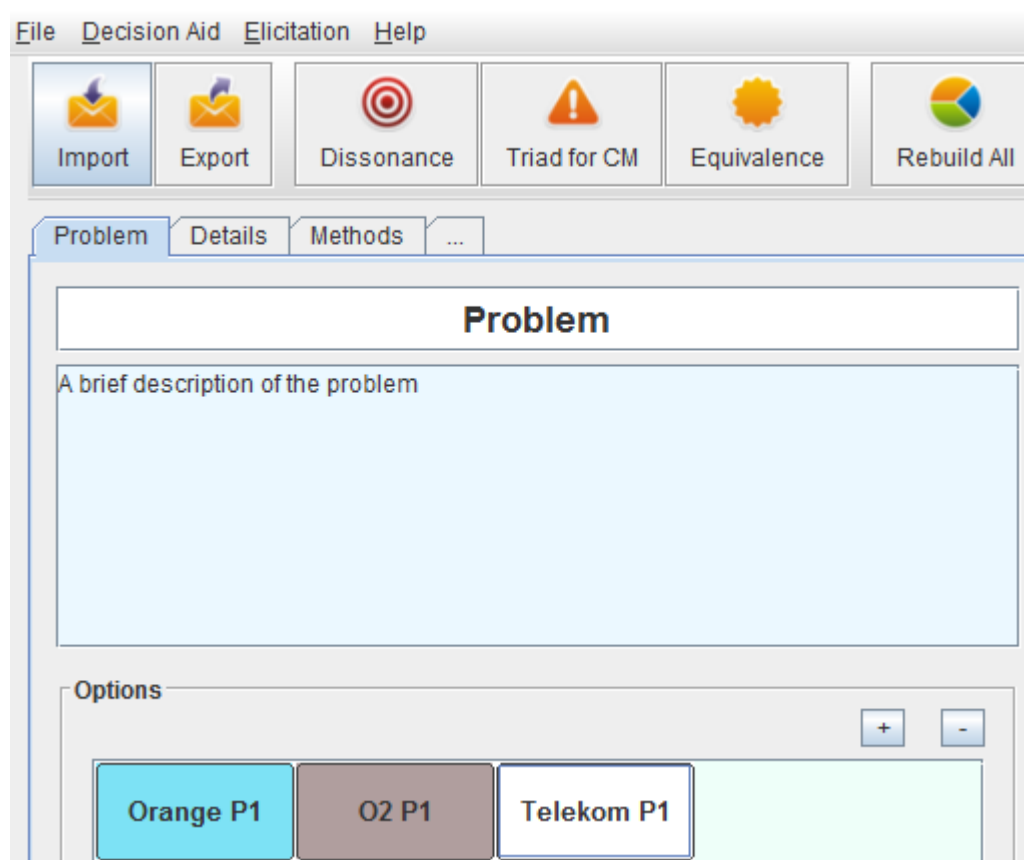 File Decision Aid Elicitation Help
Import Export Dissonance Triad for CM Equivalence Rebuild All
Problem Details Methods ...
Problem
A brief description of the problem
Options
+ -
Orange P1 O2 P1 Telekom P1